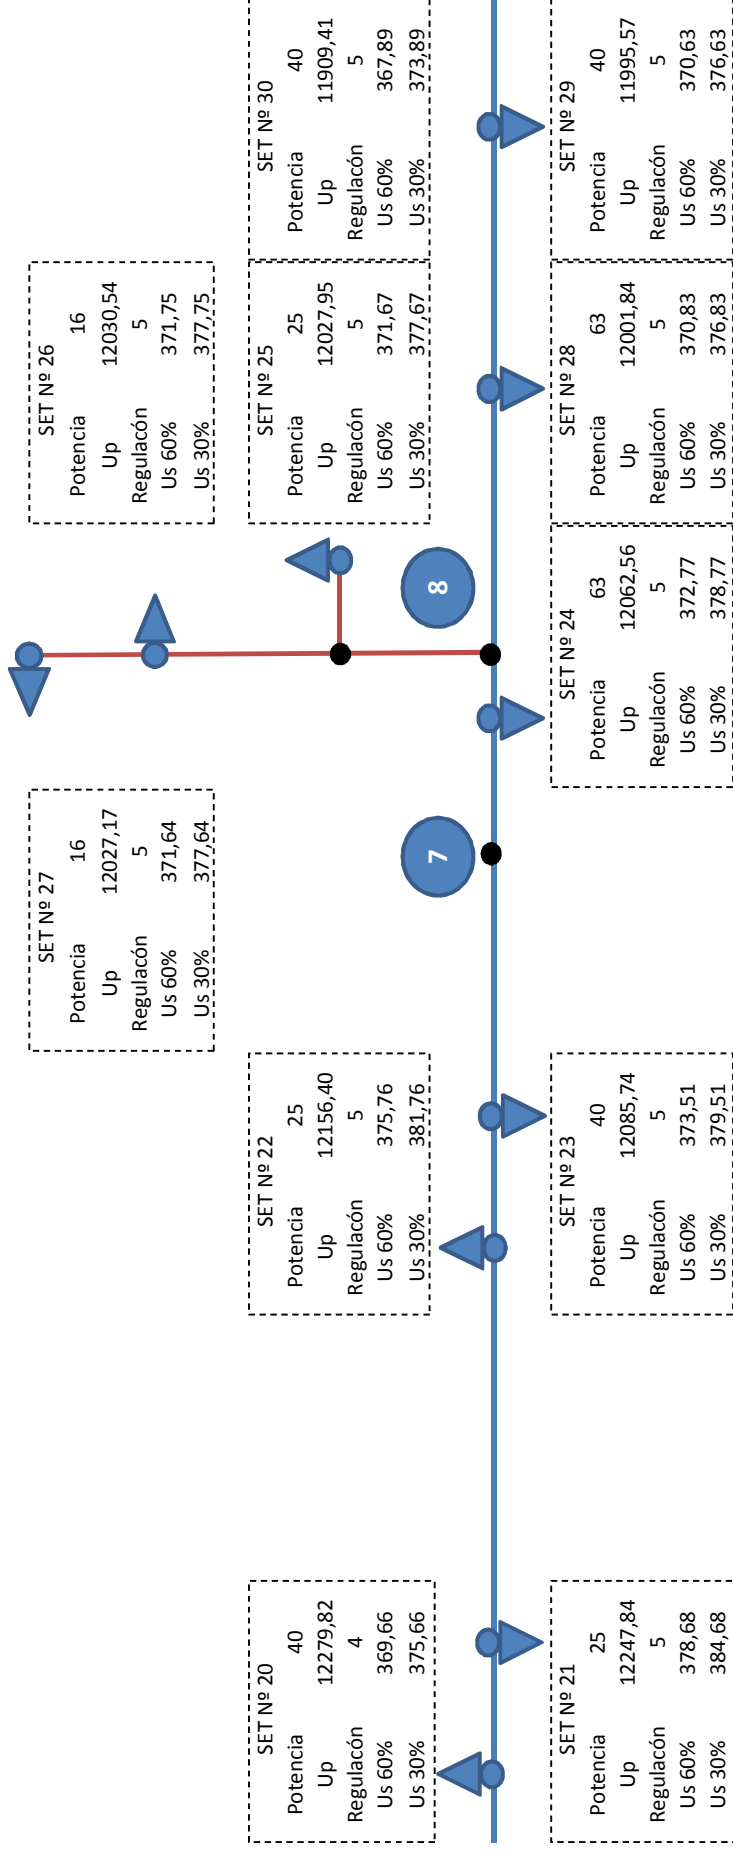 SET Nº 27
Potencia 16
Up 12027,17
Regulacón 5
Us 60% 371,64
Us 30% 377,64
SET Nº 26
Potencia 16
Up 12030,54
Regulacón 5
Us 60% 371,75
Us 30% 377,75
SET Nº 20
Potencia 40
Up 12279,82
Regulacón 4
Us 60% 369,66
Us 30% 375,66
SET Nº 22
Potencia 25
Up 12156,40
Regulacón 5
Us 60% 375,76
Us 30% 381,76
SET Nº 25
Potencia 25
Up 12027,95
Regulacón 5
Us 60% 371,67
Us 30% 377,67
SET Nº 30
Potencia 40
Up 11909,41
Regulacón 5
Us 60% 367,89
Us 30% 373,89
7
8
SET Nº 21
Potencia 25
Up 12247,84
Regulacón 5
Us 60% 378,68
Us 30% 384,68
SET Nº 23
Potencia 40
Up 12085,74
Regulacón 5
Us 60% 373,51
Us 30% 379,51
SET Nº 24
Potencia 63
Up 12062,56
Regulacón 5
Us 60% 372,77
Us 30% 378,77
SET Nº 28
Potencia 63
Up 12001,84
Regulacón 5
Us 60% 370,83
Us 30% 376,83
SET Nº 29
Potencia 40
Up 11995,57
Regulacón 5
Us 60% 370,63
Us 30% 376,63